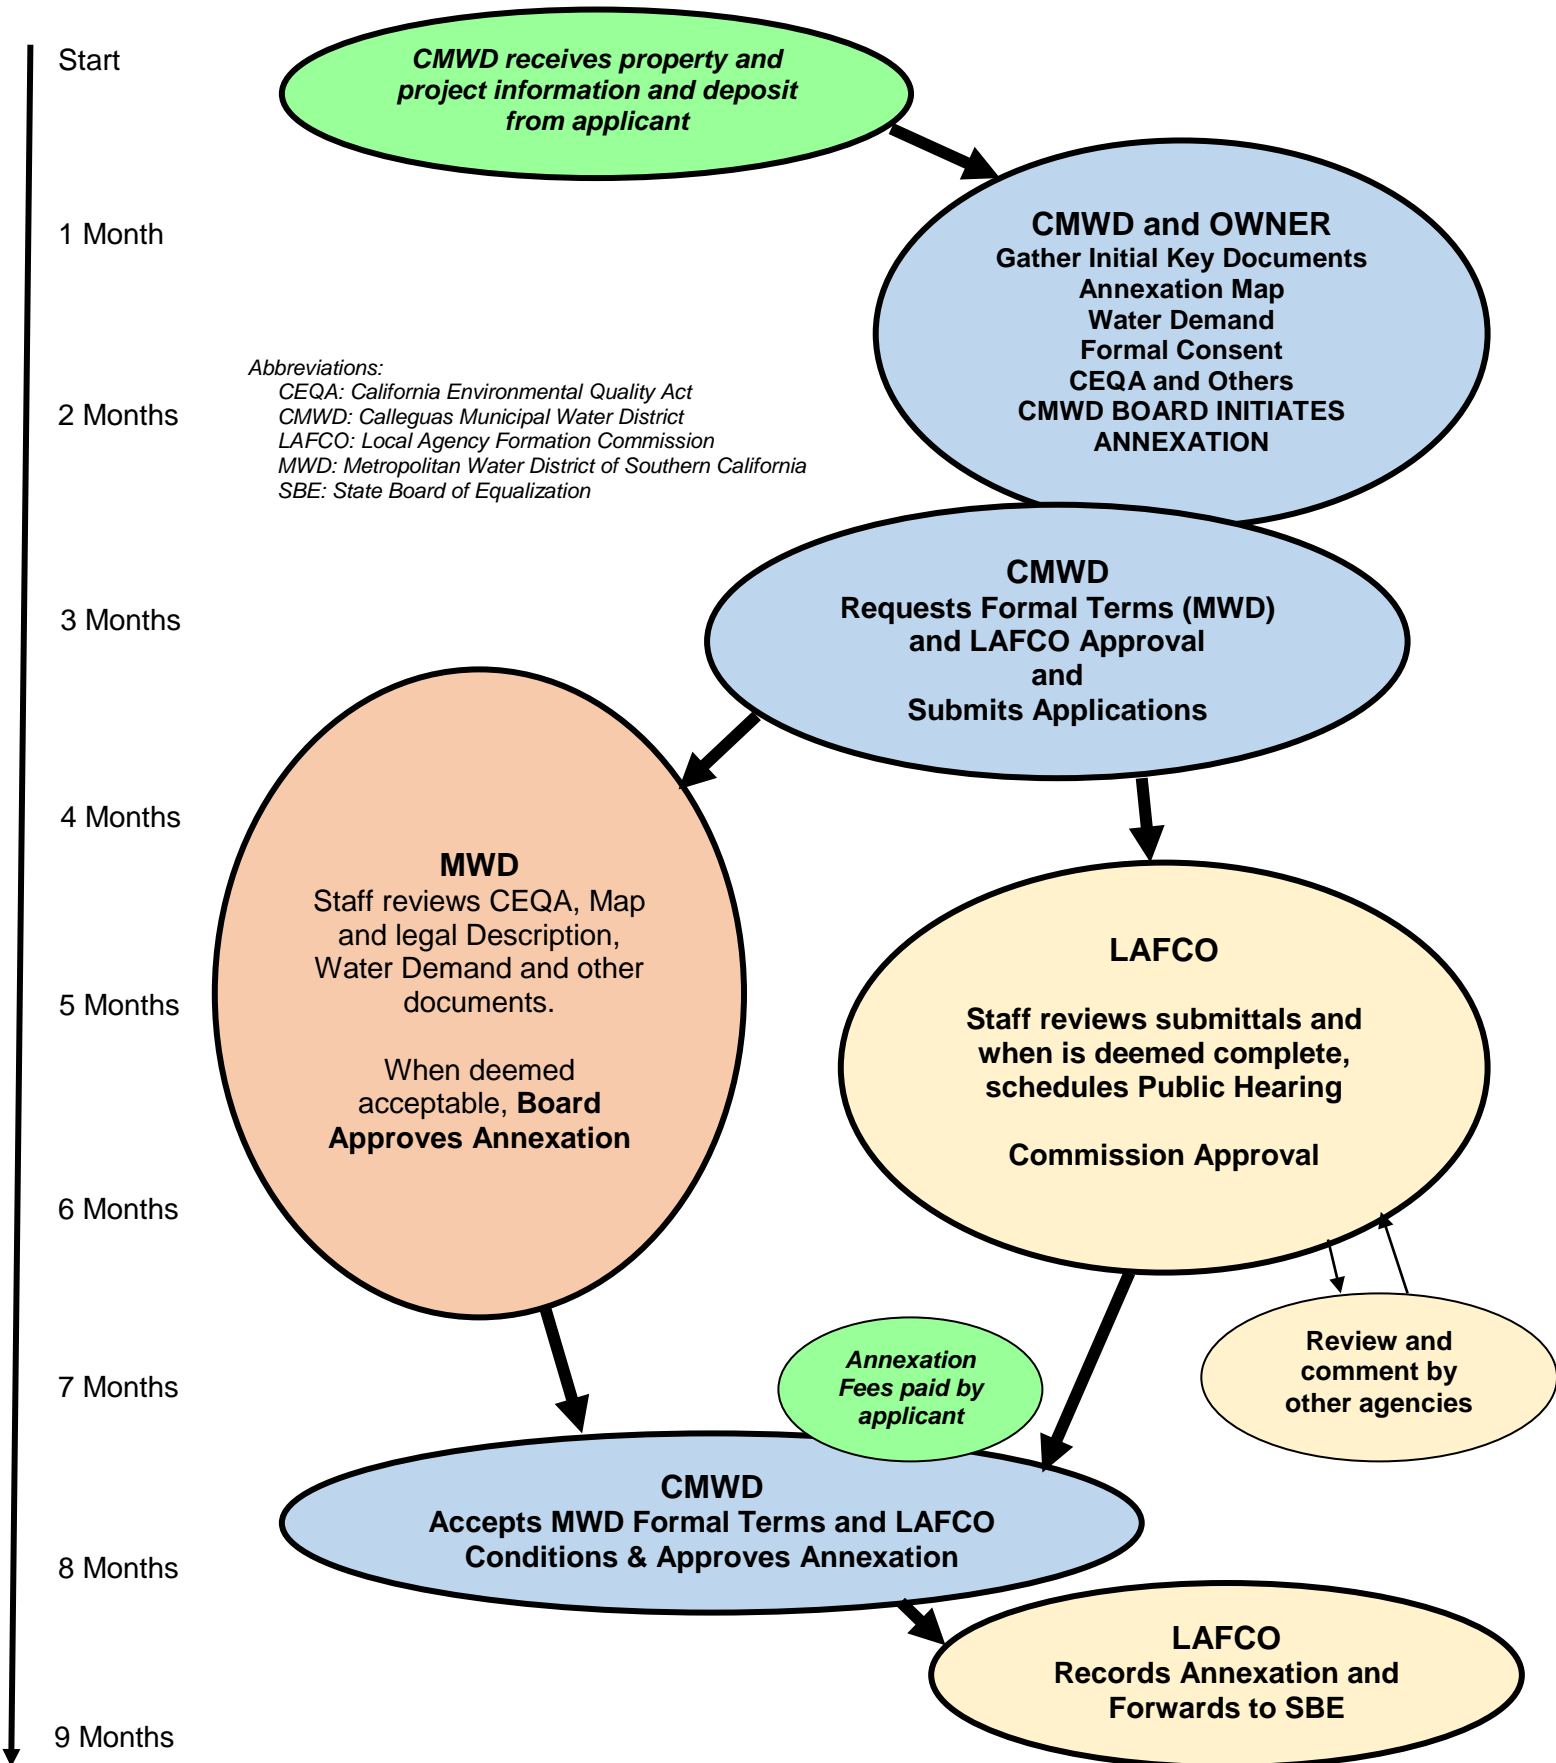 Start
CMWD receives property and
project information and deposit
from applicant
1 Month
CMWD and OWNER
Gather Initial Key Documents
Annexation Map
Water Demand
Formal Consent
CEQA and Others
CMWD BOARD INITIATES
ANNEXATION
Abbreviations:
CEQA: California Environmental Quality Act
CMWD: Calleguas Municipal Water District
LAFCO: Local Agency Formation Commission
MWD: Metropolitan Water District of Southern California
SBE: State Board of Equalization
2 Months
CMWD
Requests Formal Terms (MWD)
and LAFCO Approval
and
Submits Applications
3 Months
4 Months
MWD
Staff reviews CEQA, Map
and legal Description,
Water Demand and other
documents.
When deemed
acceptable, Board
Approves Annexation
LAFCO
Staff reviews submittals and
when is deemed complete,
schedules Public Hearing
Commission Approval
5 Months
6 Months
Review and
comment by
other agencies
Annexation
Fees paid by
applicant
7 Months
CMWD
Accepts MWD Formal Terms and LAFCO
Conditions & Approves Annexation
8 Months
LAFCO
Records Annexation and
Forwards to SBE
9 Months